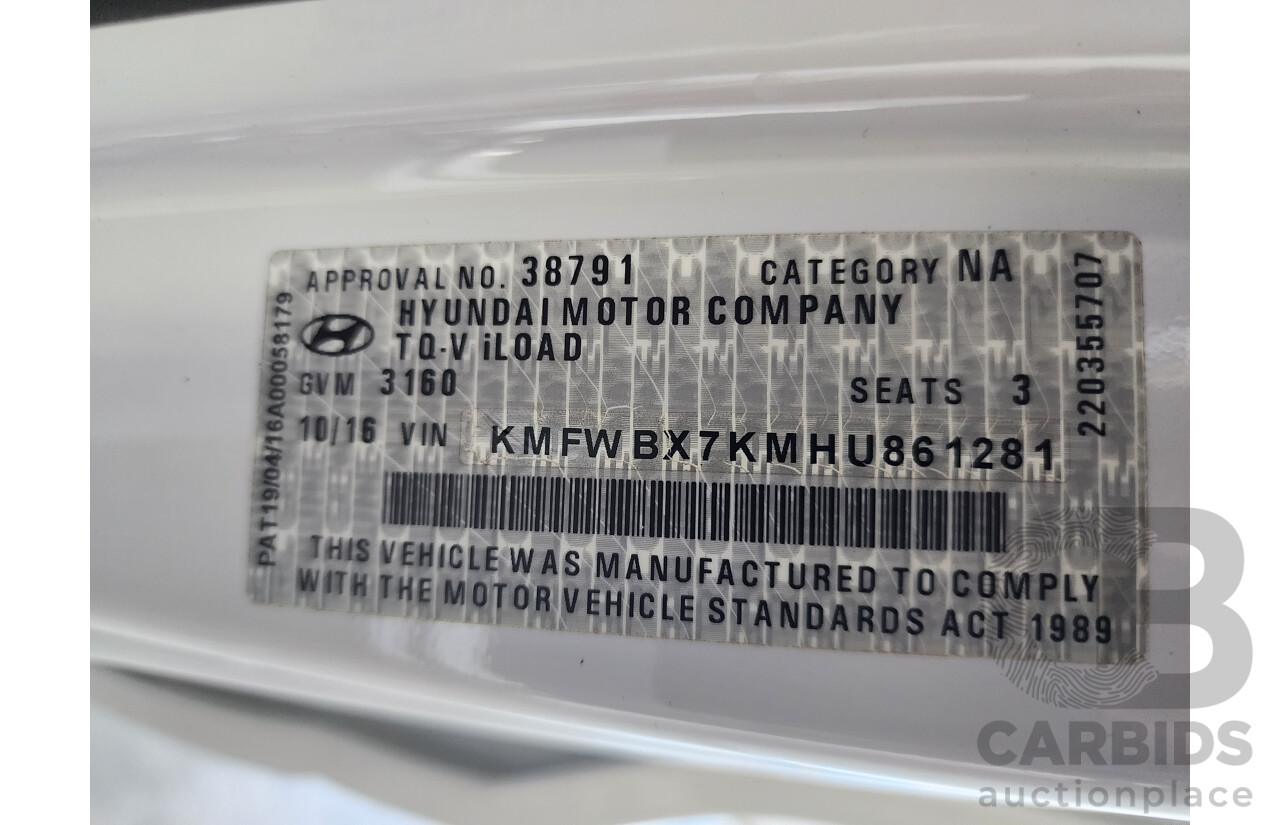 APPROVAL NO. 38791 CATEGORY NA
HYUNDAI MOTOR COMPANY
TQ-V iLOAD
GVM 3160 SEATS 3
10/16 VIN KMFWBX7KMHU861281
THIS VEHICLE WAS MANUFACTURED TO COMPLY
WITH THE MOTOR VEHICLE STANDARDS ACT 1989
PAT19/04/16A00058179
2203555707
B
CARBIDS
auctionplace